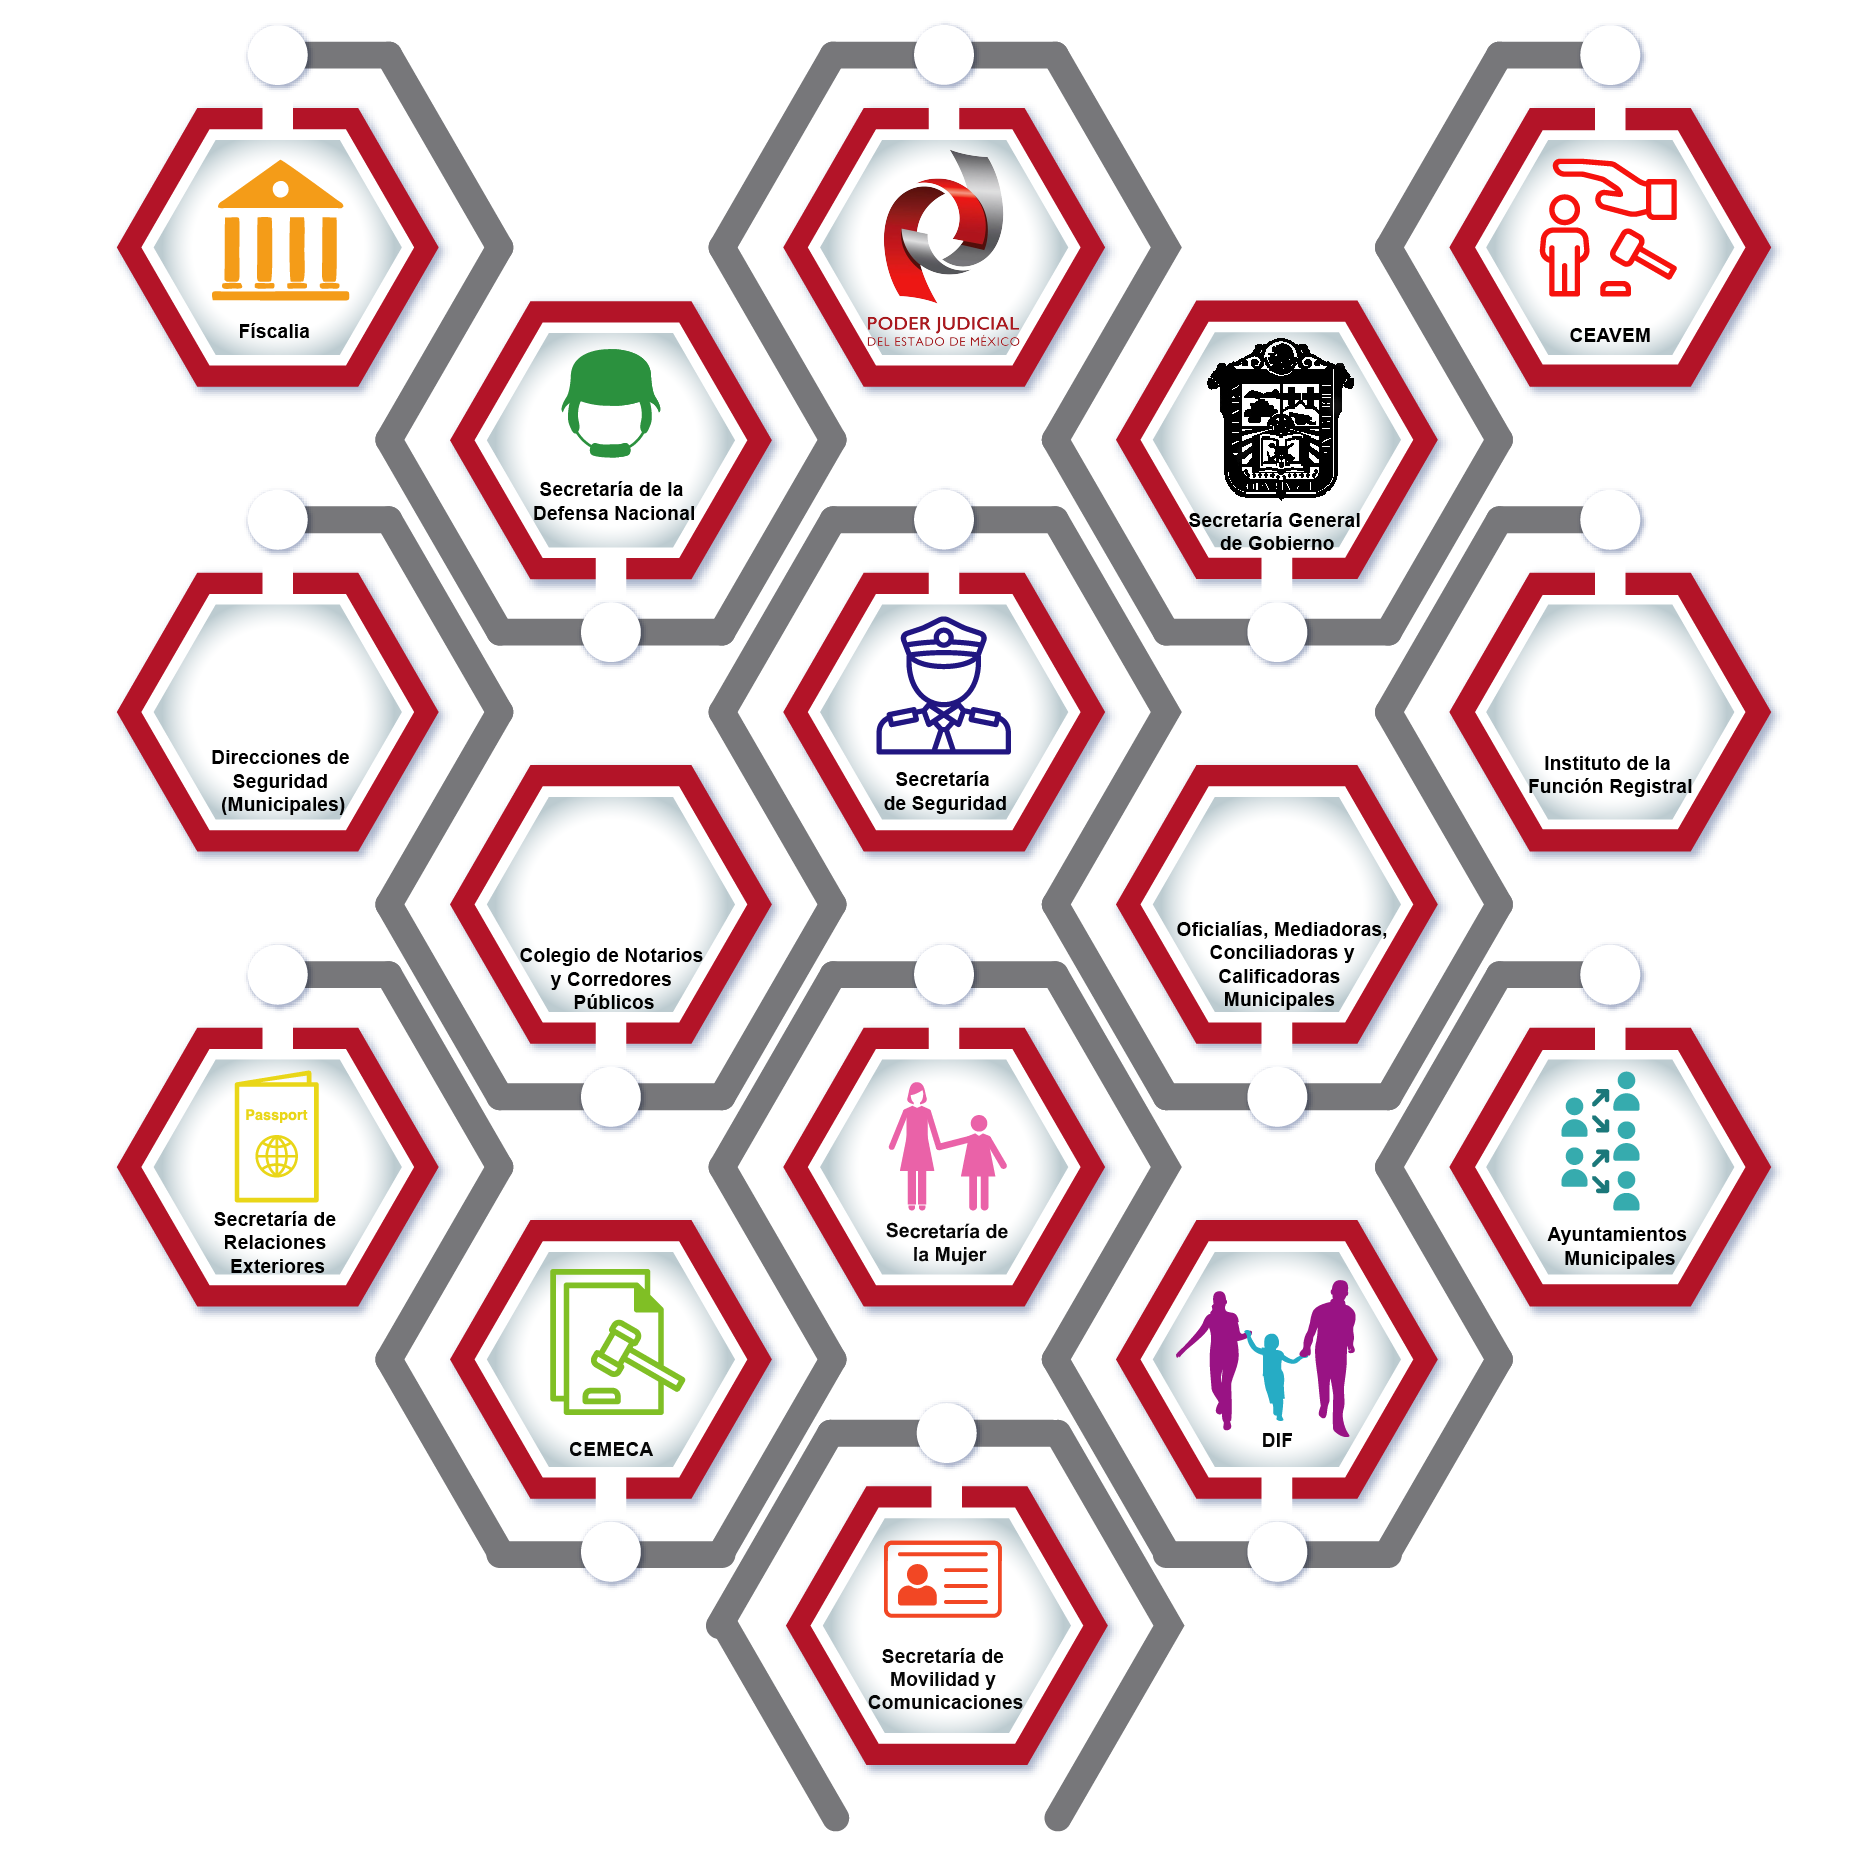 Físcalia
PODER JUDICIAL
DEL ESTADO DE MÉXICO
CEAVEM
Secretaría de la
Defensa Nacional
Secretaría General
de Gobierno
Direcciones de
Seguridad
(Municipales)
Secretaría
de Seguridad
Instituto de la
Función Registral
Colegio de Notarios
y Corredores
Públicos
Oficialías, Mediadoras,
Conciliadoras y
Calificadoras
Municipales
Passport
Secretaría de
Relaciones
Exteriores
Secretaría de
la Mujer
Ayuntamientos
Municipales
CEMECA
DIF
Secretaría de
Movilidad y
Comunicaciones